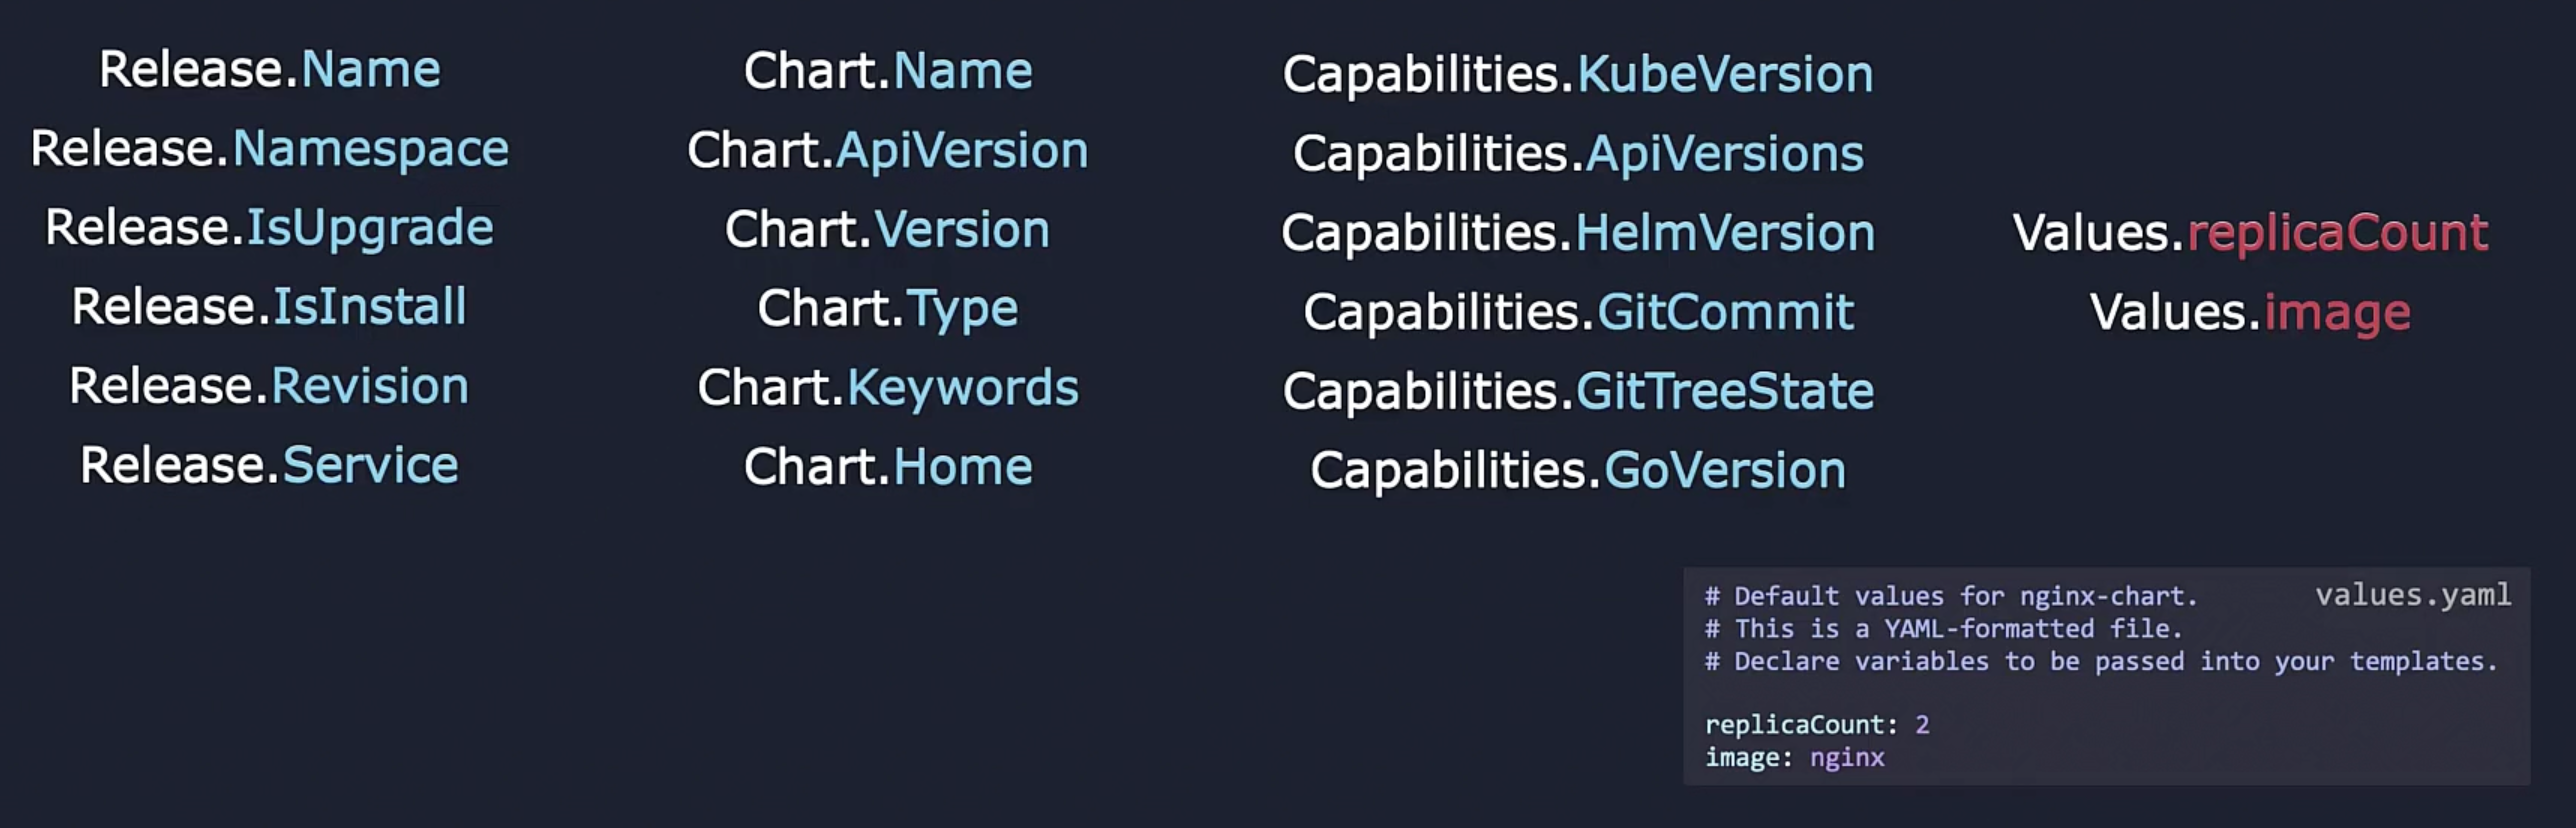 Release.Name
Release.Namespace
Release.IsUpgrade
Release.IsInstall
Release.Revision
Release.Service
Chart.Name
Chart.ApiVersion
Chart.Version
Chart.Type
Chart.Keywords
Chart.Home
Capabilities.KubeVersion
Capabilities.ApiVersions
Capabilities.HelmVersion
Capabilities.GitCommit
Capabilities.GitTreeState
Capabilities.GoVersion
Values.replicaCount
Values.image
values.yaml
# Default values for nginx-chart.
# This is a YAML-formatted file.
# Declare variables to be passed into your templates.
replicaCount: 2
image: nginx